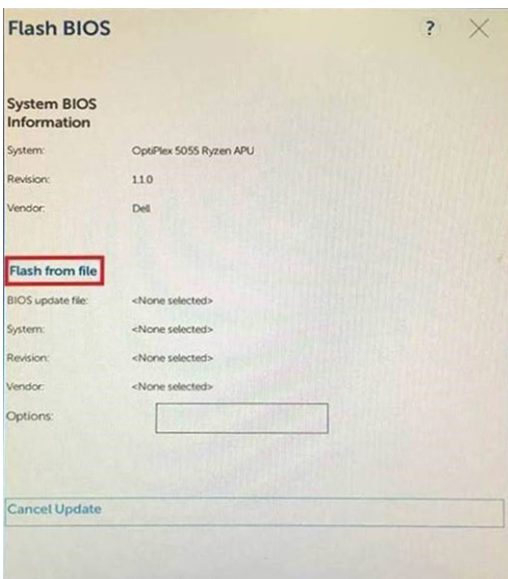 Flash BIOS ?
System BIOS
Information
System: OptiPlex 5055 Ryzen APU
Revision: 1.1.0
Vendor: Dell
Flash from file
BIOS update file: <None selected>
System: <None selected>
Revision: <None selected>
Vendor: <None selected>
Options:
Cancel Update